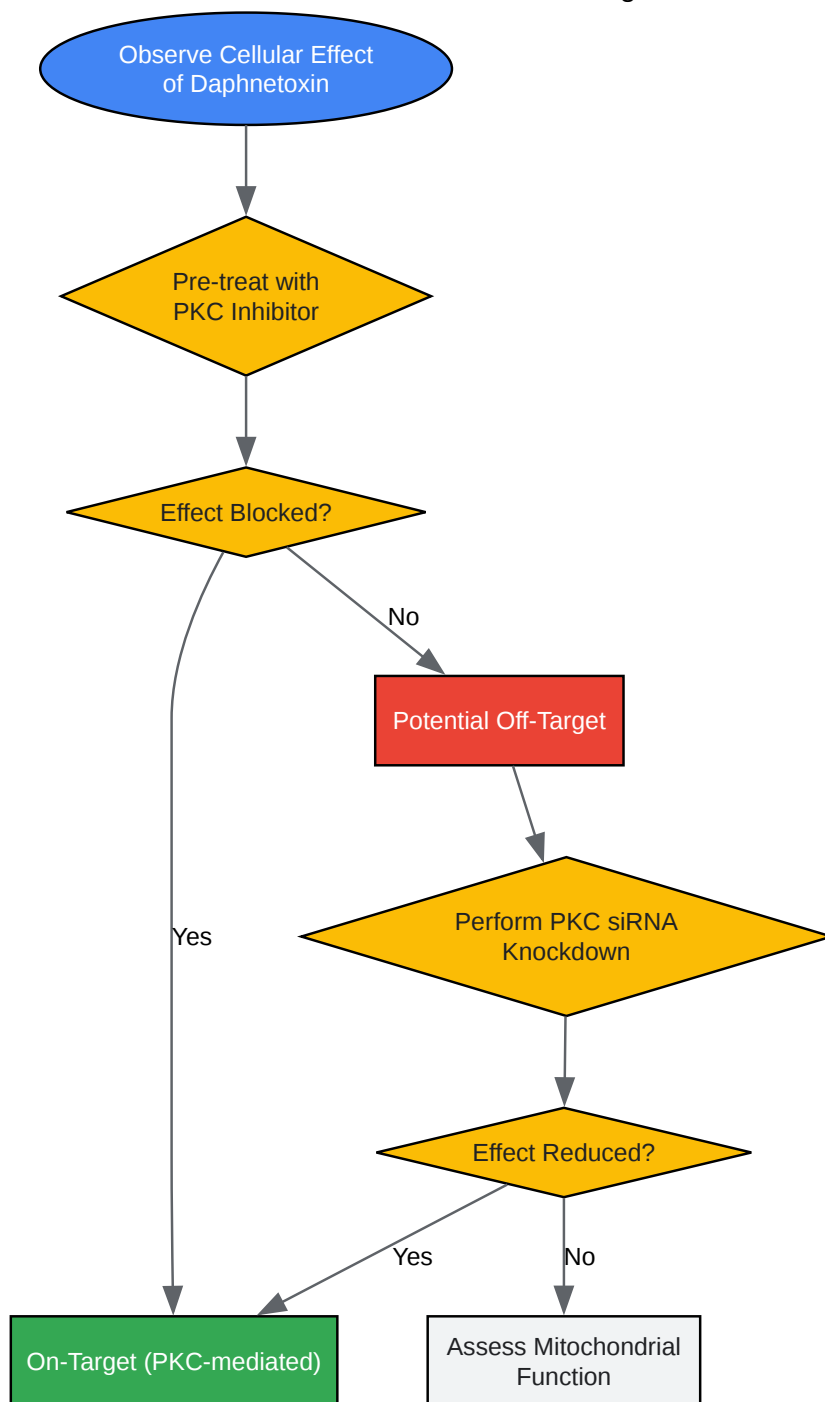 Observe Cellular Effect
of Daphnetoxin
Pre-treat with
PKC Inhibitor
Effect Blocked?
No
Potential Off-Target
Yes
Perform PKC siRNA
Knockdown
Effect Reduced?
Yes
No
On-Target (PKC-mediated)
Assess Mitochondrial
Function